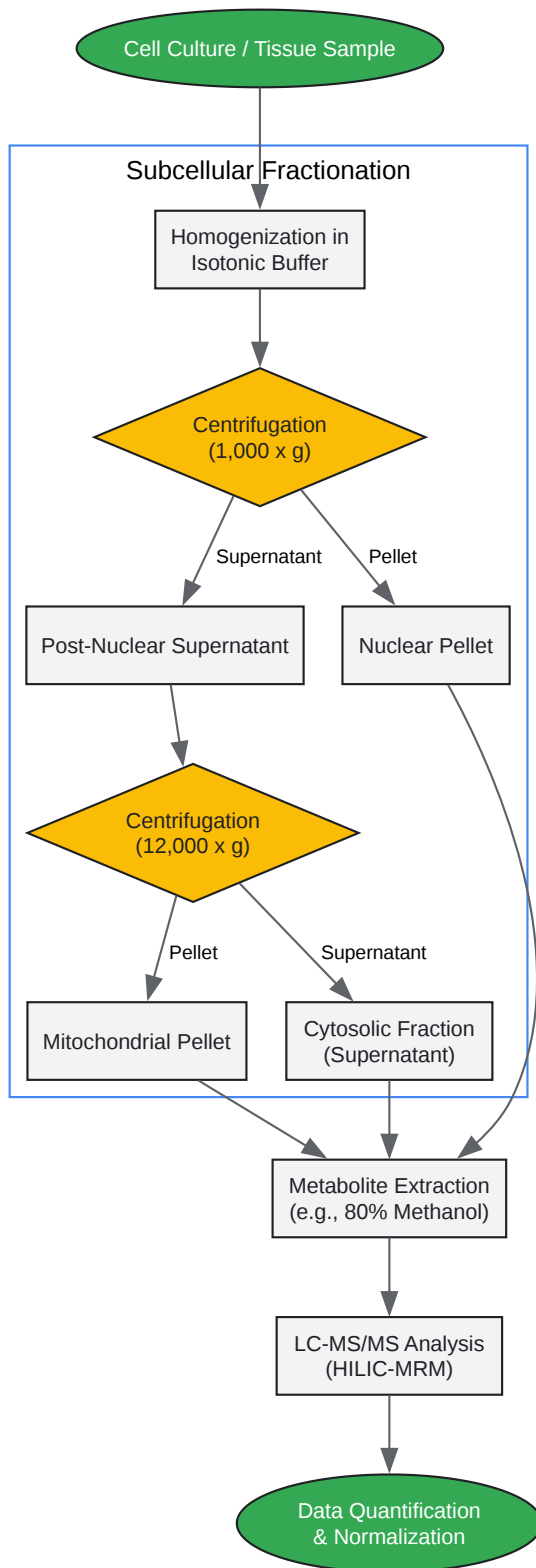 Cell Culture / Tissue Sample
Subcellular Fractionation
Homogenization in
Isotonic Buffer
Centrifugation
(1,000 x g)
Supernatant
Pellet
Post-Nuclear Supernatant
Nuclear Pellet
Centrifugation
(12,000 x g)
Pellet
Supernatant
Mitochondrial Pellet
Cytosolic Fraction
(Supernatant)
Metabolite Extraction
(e.g., 80% Methanol)
LC-MS/MS Analysis
(HILIC-MRM)
Data Quantification
& Normalization